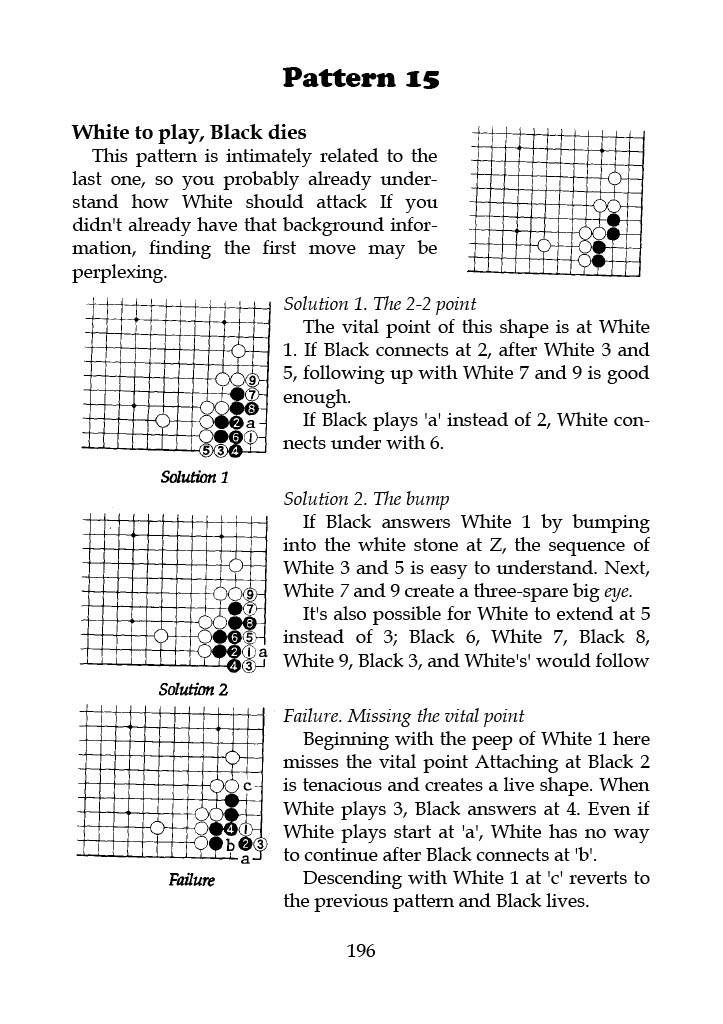 Pattern 15
White to play, Black dies
This pattern is intimately related to the
last one, so you probably already under-
stand how White should attack If you
didn't already have that background infor-
mation, finding the first move may be
perplexing.
9
7
8
2 a
6 1
5 3 4
Solution 1
Solution 1. The 2-2 point
The vital point of this shape is at White
1. If Black connects at 2, after White 3 and
5, following up with White 7 and 9 is good
enough.
If Black plays 'a' instead of 2, White con-
nects under with 6.
9
7
8
6 5
2 1 a
4 3
Solution 2
Solution 2. The bump
If Black answers White 1 by bumping
into the white stone at Z, the sequence of
White 3 and 5 is easy to understand. Next,
White 7 and 9 create a three-spare big eye.
It's also possible for White to extend at 5
instead of 3; Black 6, White 7, Black 8,
White 9, Black 3, and White's' would follow
c
4 1
b 2 3
a
Failure
Failure. Missing the vital point
Beginning with the peep of White 1 here
misses the vital point Attaching at Black 2
is tenacious and creates a live shape. When
White plays 3, Black answers at 4. Even if
White plays start at 'a', White has no way
to continue after Black connects at 'b'.
Descending with White 1 at 'c' reverts to
the previous pattern and Black lives.
196